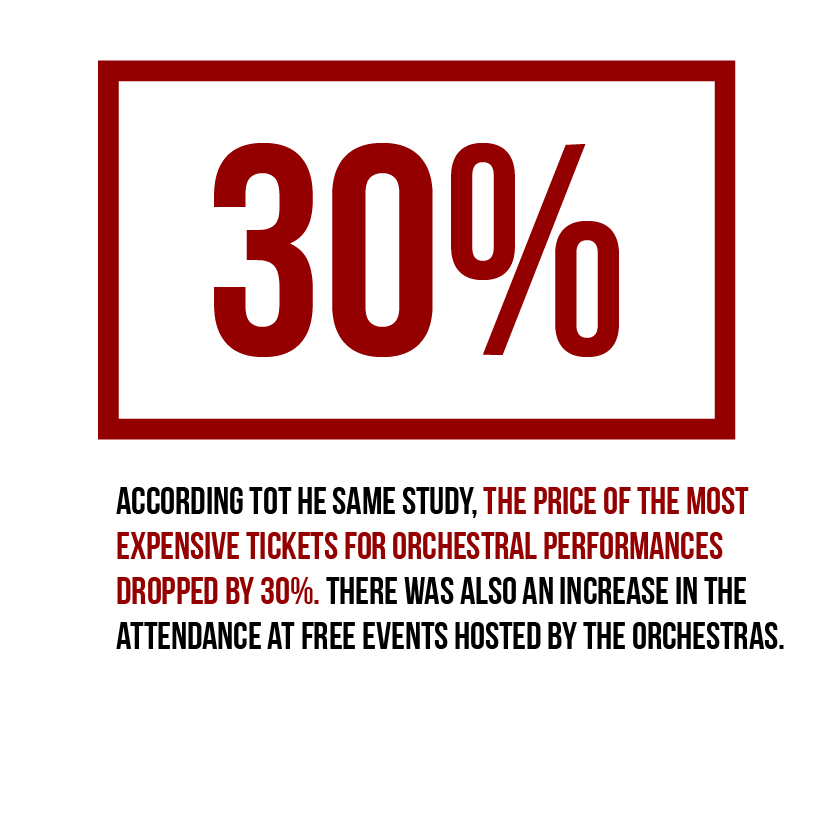 30%
ACCORDING TOT HE SAME STUDY, THE PRICE OF THE MOST
EXPENSIVE TICKETS FOR ORCHESTRAL PERFORMANCES
DROPPED BY 30%. THERE WAS ALSO AN INCREASE IN THE
ATTENDANCE AT FREE EVENTS HOSTED BY THE ORCHESTRAS.